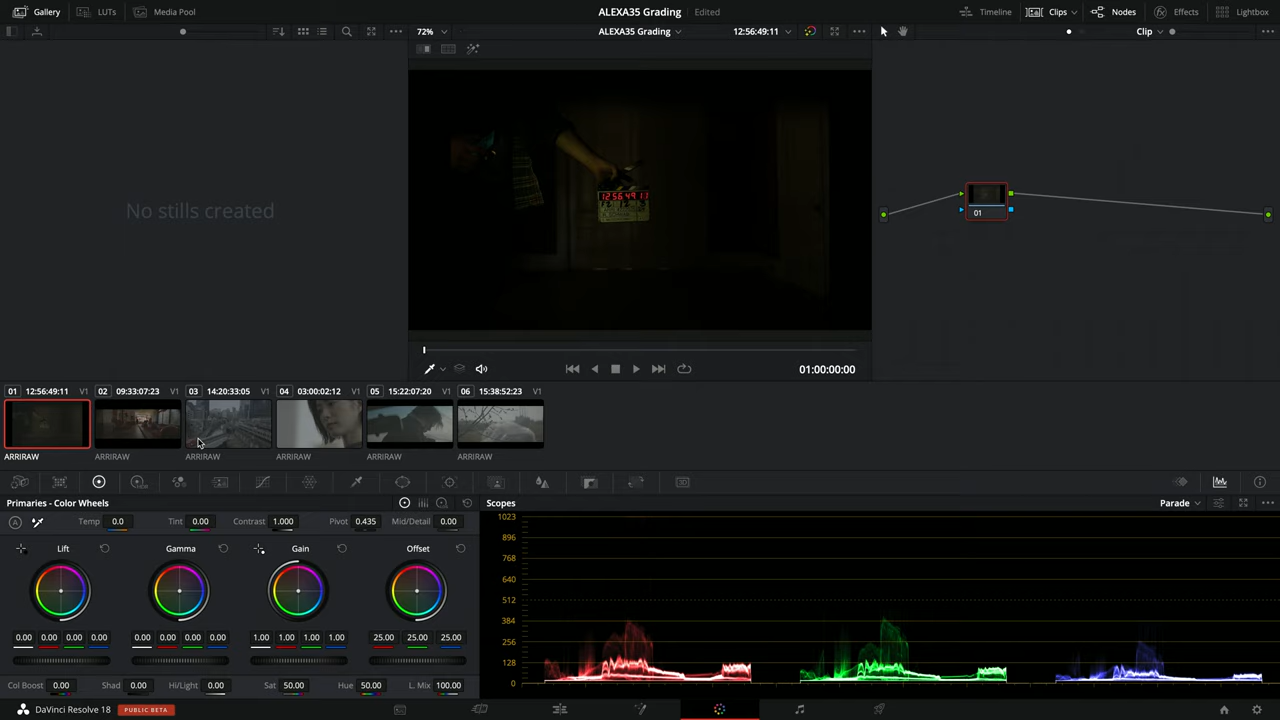 Gallery LUTs Media Pool ALEXA35 Grading Edited Timeline Clips Nodes Effects Lightbox
72% ALEXA35 Grading 12:56:49:11 Clip
No stills created
01
01:00:00:00
01 12:56:49:11 V1 02 09:33:07:23 V1 03 14:20:33:05 V1 04 03:00:02:12 V1 05 15:22:07:20 V1 06 15:38:52:23 V1
ARRIRAW ARRIRAW ARRIRAW ARRIRAW ARRIRAW ARRIRAW
Primaries - Color Wheels Scopes Parade
Temp 0.0 Tint 0.00 Contrast 1.000 Pivot 0.435 Mid/Detail 0.00
Lift Gamma Gain Offset
0.00 0.00 0.00 0.00 0.00 0.00 0.00 0.00 1.00 1.00 1.00 1.00 25.00 25.00 25.00
Col Boost 0.00 Shad 0.00 Hi/Light 0.00 Sat 50.00 Hue 50.00 L. Mix 100.00
1023
896
768
640
512
384
256
128
0
DaVinci Resolve 18 PUBLIC BETA